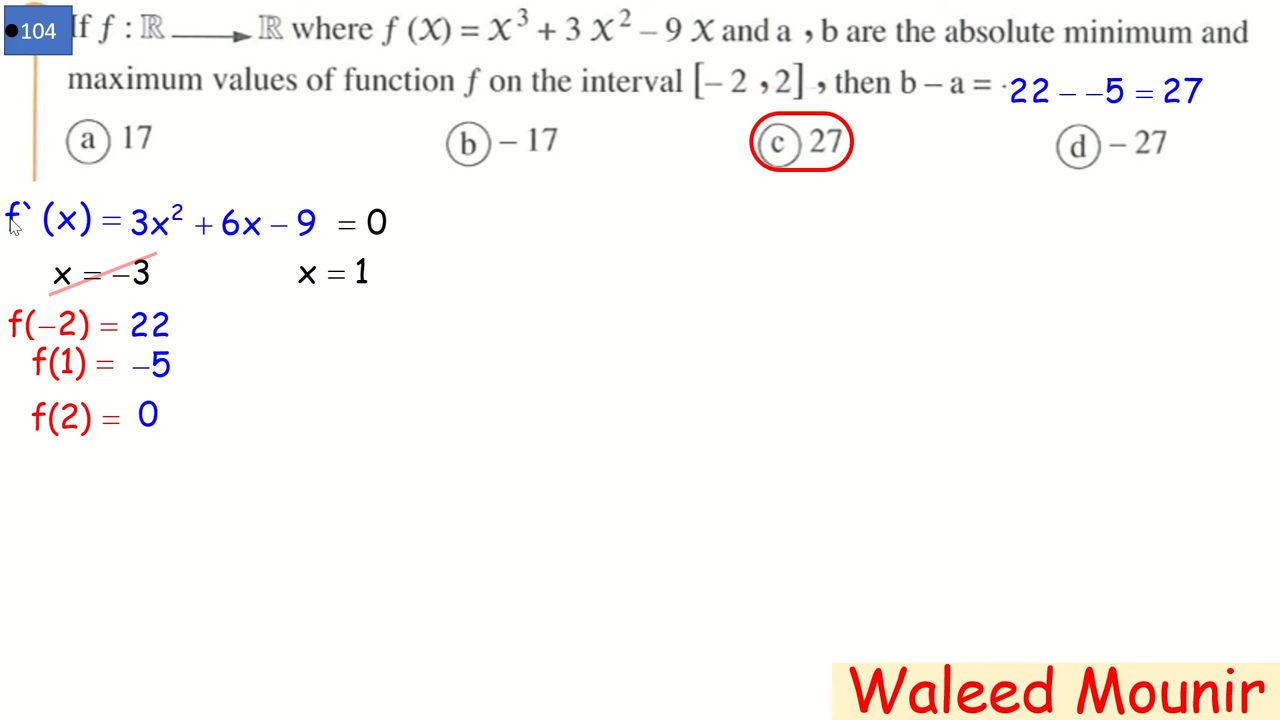 104 If f : ℝ ⟶ ℝ where f (X) = X³ + 3 X² – 9 X and a , b are the absolute minimum and
maximum values of function f on the interval [– 2 , 2] , then b – a = 22 – –5 = 27
a 17 b – 17 c 27 d – 27
f` (x) = 3x² + 6x – 9 = 0
x = –3 x = 1
f(–2) = 22
f(1) = –5
f(2) = 0
Waleed Mounir